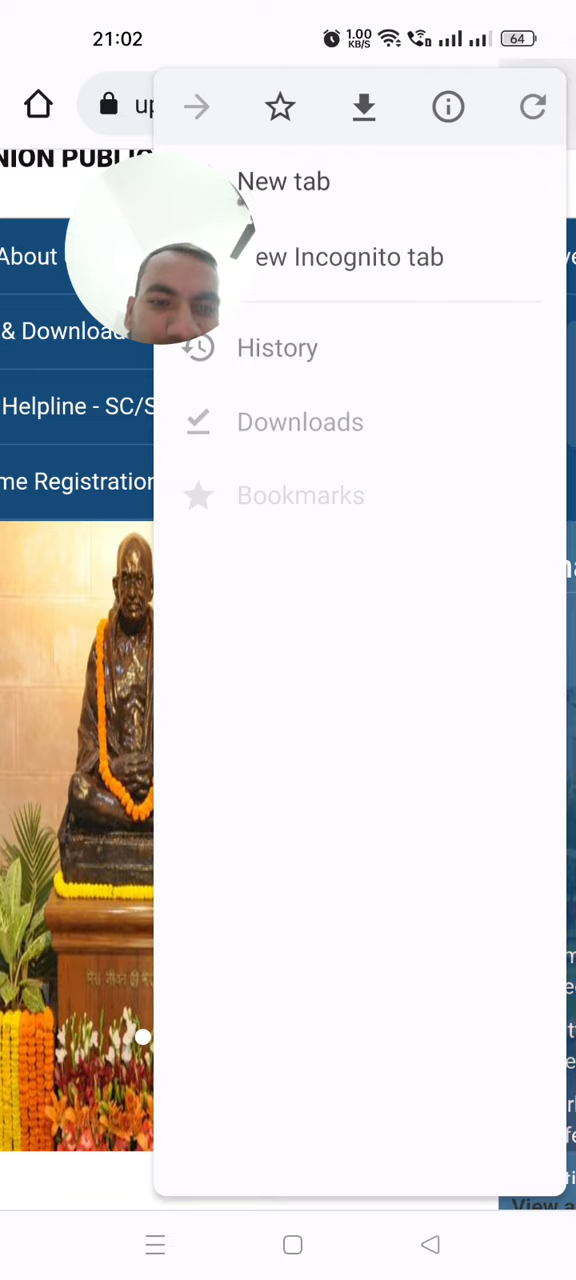 21:02
1.00
KB/S
64
up
NION PUBLIC
New tab
About
ew Incognito tab
& Download
History
Helpline - SC/S
Downloads
me Registration
Bookmarks
View a